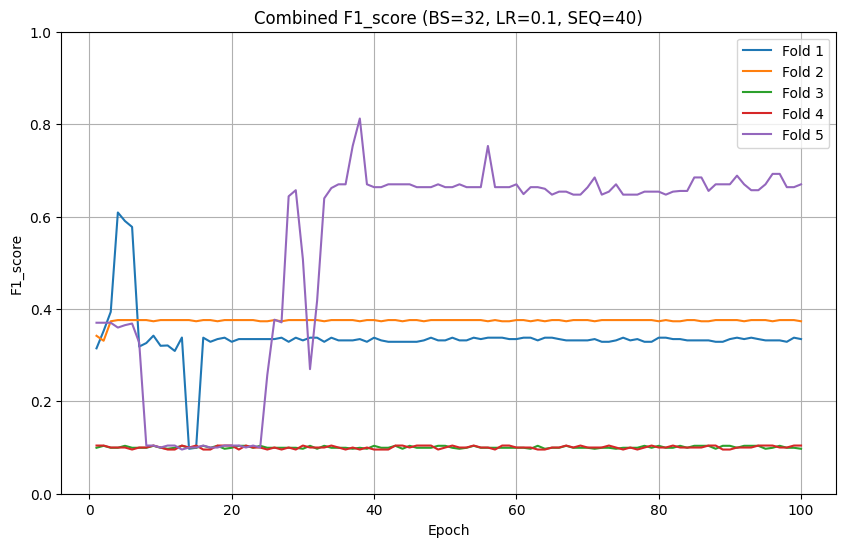 Combined F1_score (BS=32, LR=0.1, SEQ=40)
F1_score
1.0
0.8
0.6
0.4
0.2
0.0
Fold 1
Fold 2
Fold 3
Fold 4
Fold 5
0
20
40
60
80
100
Epoch